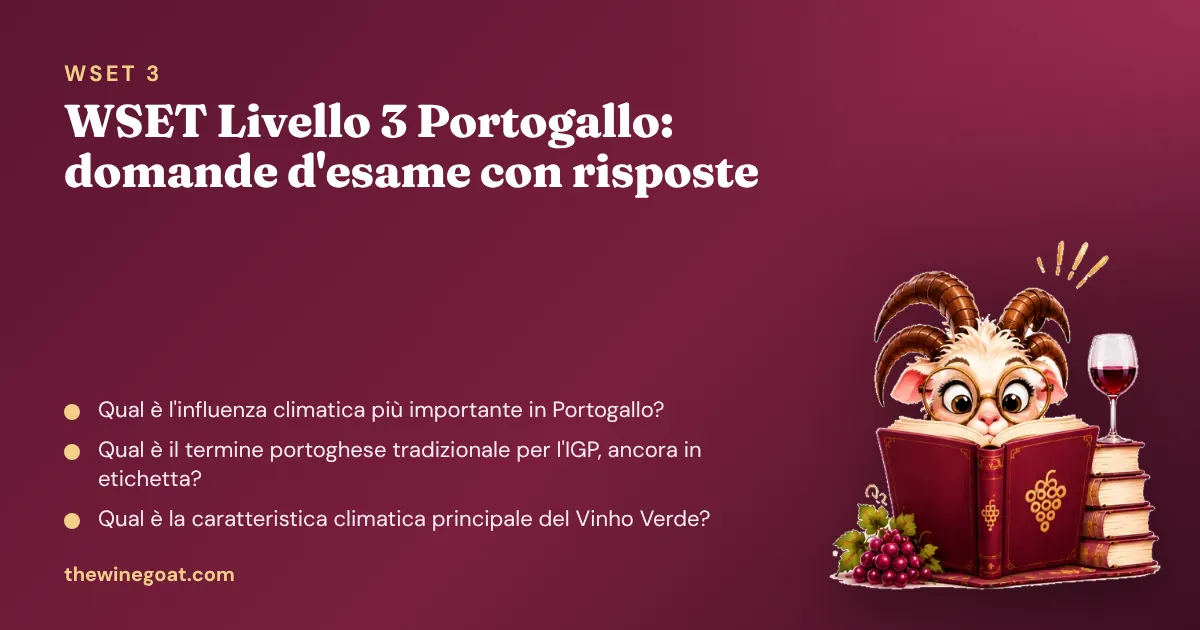 WSET 3
WSET Livello 3 Portogallo:
domande d'esame con risposte
Qual è l'influenza climatica più importante in Portogallo?
Qual è il termine portoghese tradizionale per l'IGP, ancora in
etichetta?
Qual è la caratteristica climatica principale del Vinho Verde?
thewinegoat.com